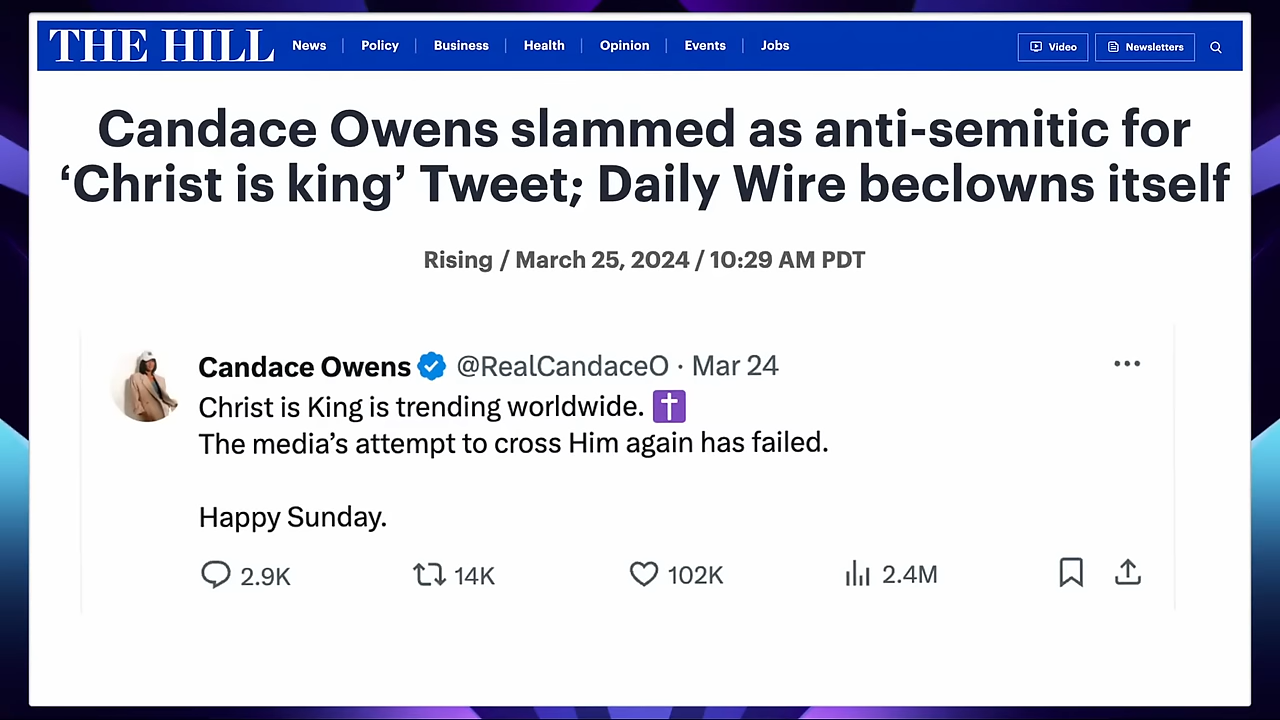 THE HILL
News
Policy
Business
Health
Opinion
Events
Jobs
Video
Newsletters
Candace Owens slammed as anti-semitic for
‘Christ is king’ Tweet; Daily Wire beclowns itself
Rising / March 25, 2024 / 10:29 AM PDT
Candace Owens @RealCandaceO · Mar 24
Christ is King is trending worldwide. ✝️
The media’s attempt to cross Him again has failed.
Happy Sunday.
2.9K
14K
102K
2.4M